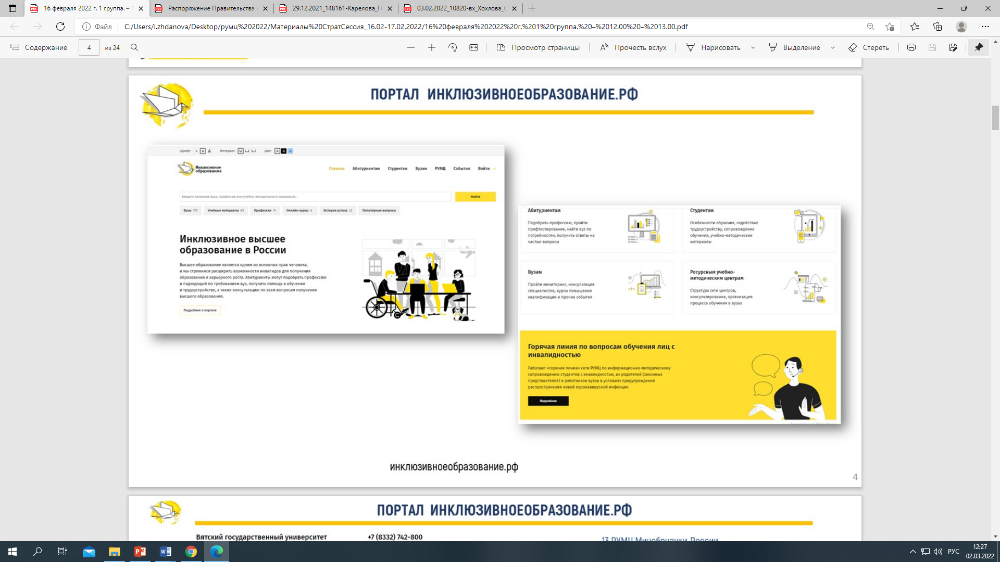 16 февраля 2022 г. 1 группа. –
Распоряжение Правительства
29.12.2021_148161-Карелова_Г
03.02.2022_10820-вх_Хохлова_С
Файл
C:/Users/i.zhdanova/Desktop/румц%202022/Материалы%20СтратСессия_16.02-17.02.2022/16%20февраля%202022%20г.%201%20группа.%20–%2012.00%20–%2013.00.pdf
Содержание
4
из 24
Просмотр страницы
Прочесть вслух
Нарисовать
Выделение
Стереть
ПОРТАЛ ИНКЛЮЗИВНОЕОБРАЗОВАНИЕ.РФ
Шрифт А А А Интервал Цвет А А А
Инклюзивное
образование
Главная Абитуриентам Студентам Вузам РУМЦ События Войти
Введите название вуза, профессии или учебно-методического материала..
Найти
Вузы 715 Учебные материалы 85 Профессии 74 Онлайн-курсы 6 Истории успеха 33 Популярные вопросы
Инклюзивное высшее
образование в России
Высшее образование является одним из основных прав человека,
и мы стремимся расширить возможности инвалидов для получения
образования и карьерного роста. Абитуриенты могут подобрать профессию
и подходящий по требованиям вуз, получить помощь в обучении
и трудоустройстве, а также консультацию по всем вопросам получения
высшего образования.
Подробнее о портале
Абитуриентам
Подобрать профессию, пройти
профтестирование, найти вуз по
потребностям, получить ответы на
частые вопросы
Студентам
Особенности обучения, содействие
трудоустройству, сопровождение
обучения, учебно-методические
материалы
Вузам
Пройти мониторинг, консультация
специалистов, курсы повышения
квалификации и прочие события
Ресурсным учебно-
методическим центрам
Структура сети центров,
консультирование, организация
процесса обучения в вузах
Горячая линия по вопросам обучения лиц с
инвалидностью
Работают «горячие линии» сети РУМЦ по информационно-методическому
сопровождению студентов с инвалидностью, их родителей (законных
представителей) и работников вузов в условиях предупреждения
распространения новой коронавирусной инфекции
Подробнее
инклюзивноеобразование.рф
4
ПОРТАЛ ИНКЛЮЗИВНОЕОБРАЗОВАНИЕ.РФ
Вятский государственный университет
+7 (8332) 742-800
13 РУМЦ Минобрнауки России
РУС
12:27
02.03.2022